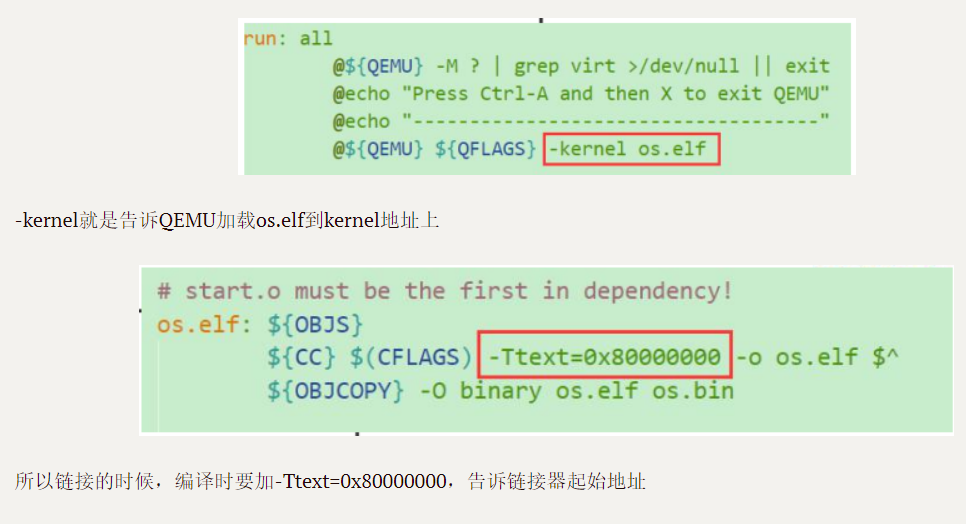 run: all
@${QEMU} -M ? | grep virt >/dev/null || exit
@echo "Press Ctrl-A and then X to exit QEMU"
@echo "------------------------------------"
@${QEMU} ${QFLAGS} -kernel os.elf
-kernel就是告诉QEMU加载os.elf到kernel地址上
# start.o must be the first in dependency!
os.elf: ${OBJS}
${CC} $(CFLAGS) -Ttext=0x80000000 -o os.elf $^
${OBJCOPY} -O binary os.elf os.bin
所以链接的时候，编译时要加-Ttext=0x80000000，告诉链接器起始地址